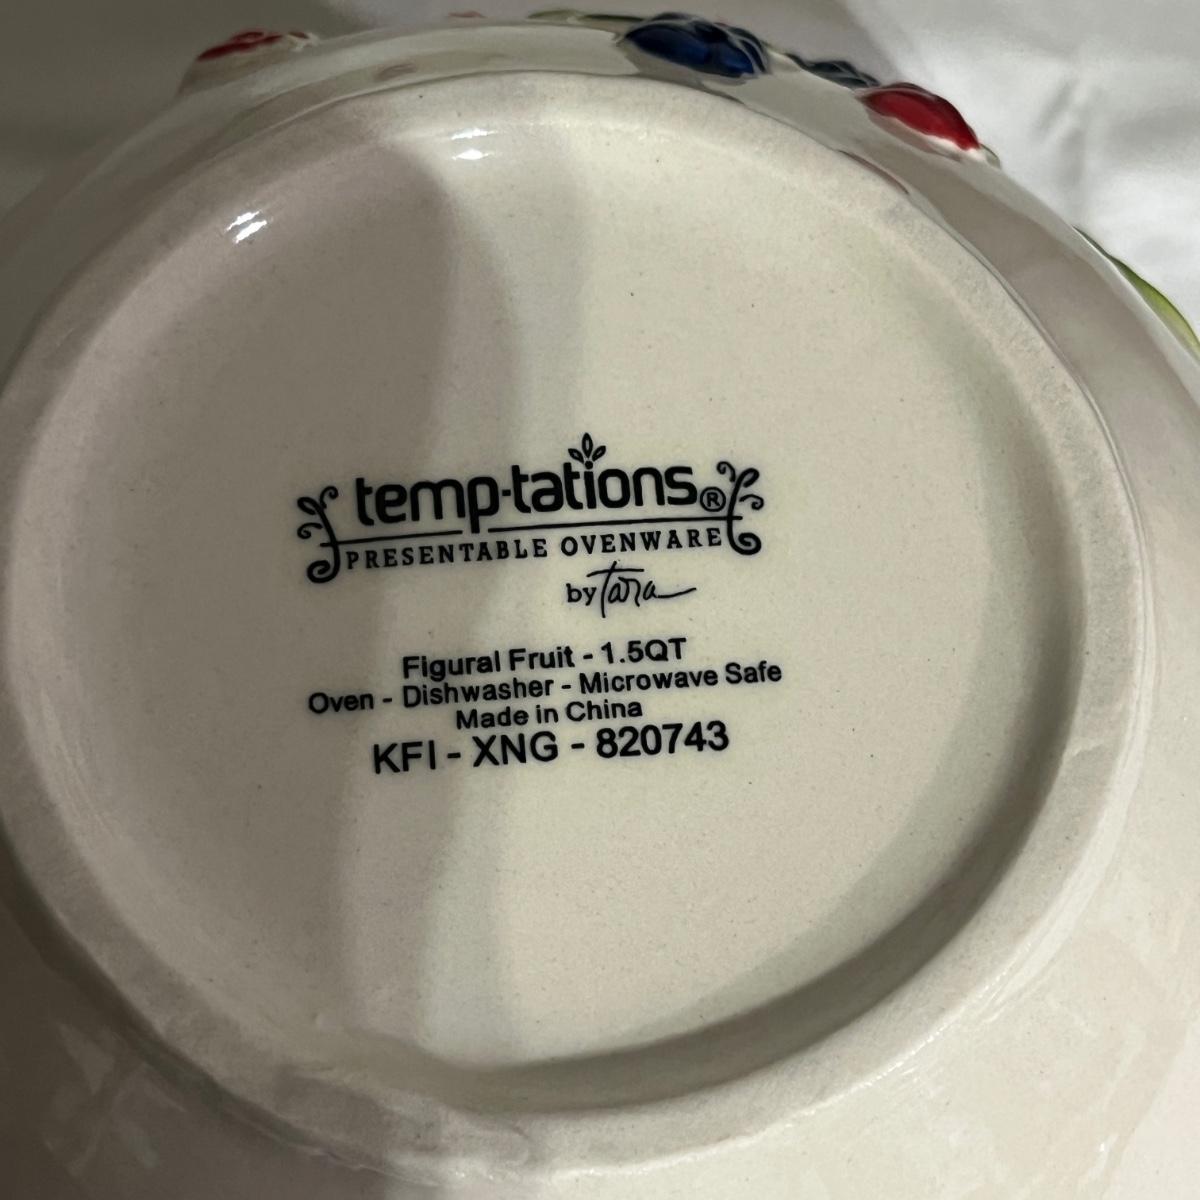 temp-tations®
PRESENTABLE OVENWARE
by Tara
Figural Fruit - 1.5QT
Oven - Dishwasher - Microwave Safe
Made in China
KFI - XNG - 820743